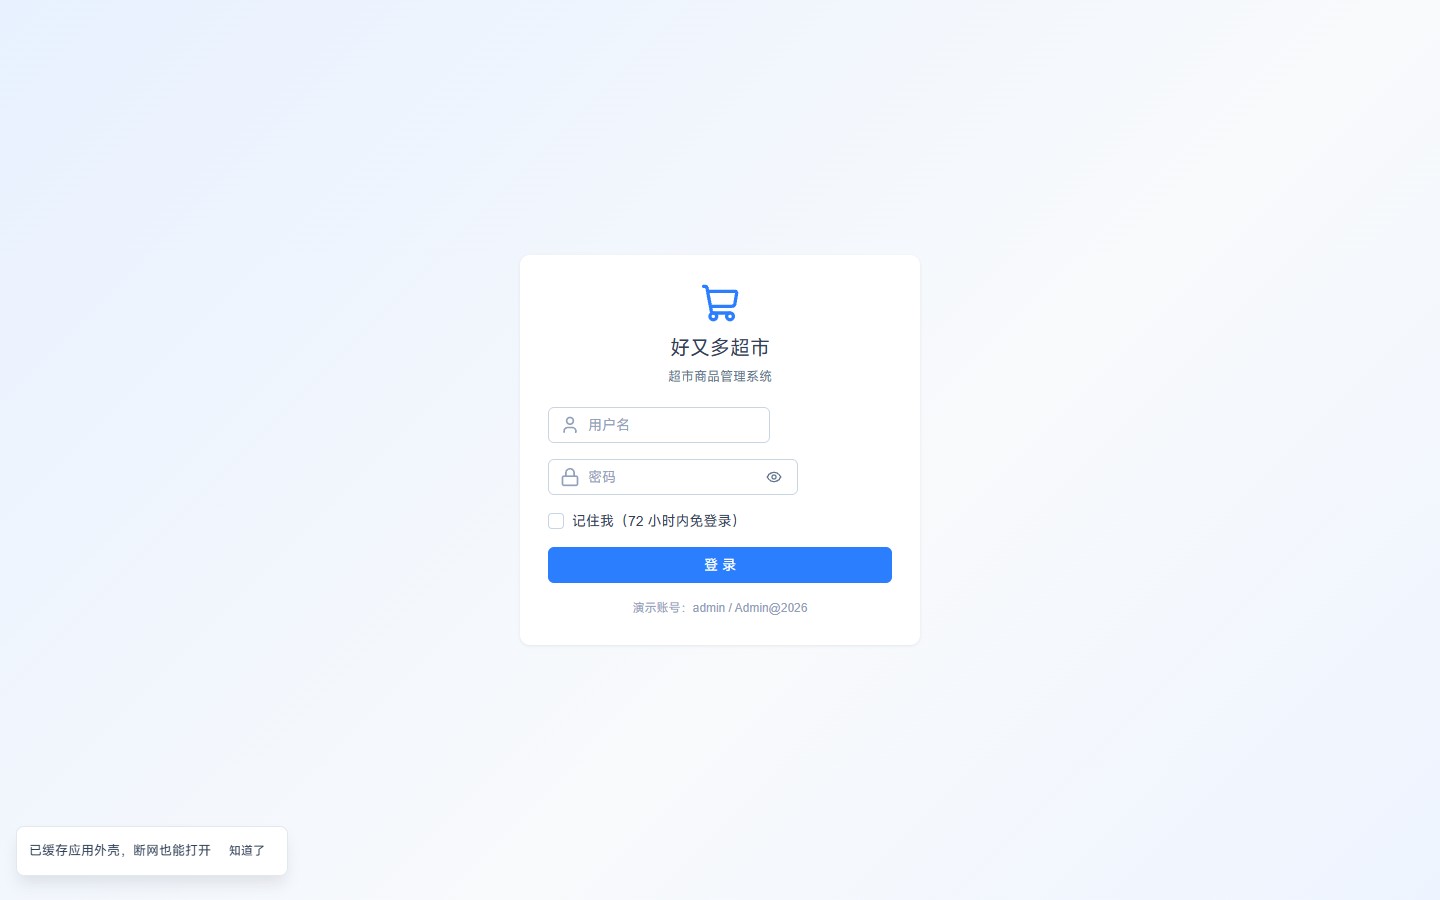 好又多超市
超市商品管理系统
用户名
密码
记住我（72 小时内免登录）
登 录
演示账号：admin / Admin@2026
已缓存应用外壳，断网也能打开 知道了